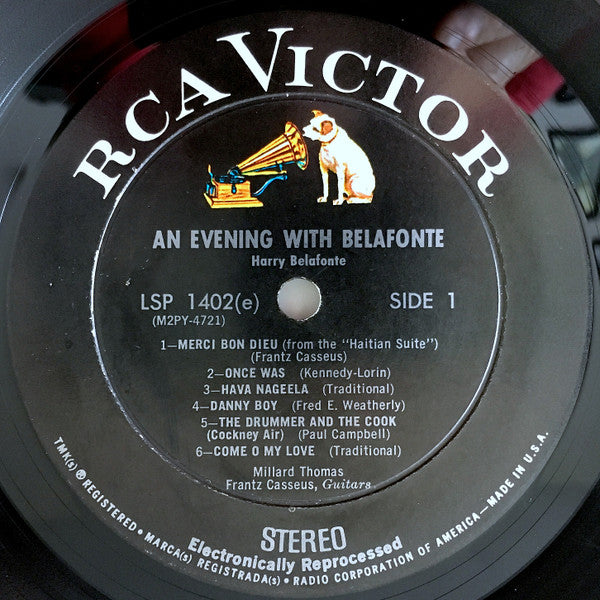 RCA VICTOR
AN EVENING WITH BELAFONTE
Harry Belafonte
LSP 1402(e) SIDE 1
(M2PY-4721)
1—MERCI BON DIEU (from the "Haitian Suite")
(Frantz Casseus)
2—ONCE WAS (Kennedy-Lorin)
3—HAVA NAGEELA (Traditional)
4—DANNY BOY (Fred E. Weatherly)
5—THE DRUMMER AND THE COOK
(Cockney Air) (Paul Campbell)
6—COME O MY LOVE (Traditional)
Millard Thomas
Frantz Casseus, Guitars
STEREO
Electronically Reprocessed
TMK(s) ® REGISTERED • MARCA(s) REGISTRADA(s) • RADIO CORPORATION OF AMERICA—MADE IN U.S.A.